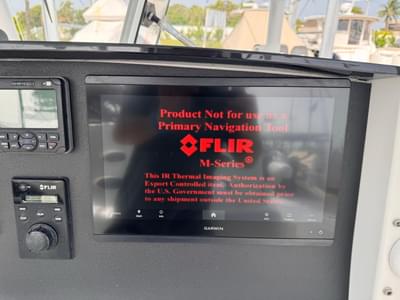 Product Not for use as a
Primary Navigation Tool
FLIR
M-Series®
This IR Thermal Imaging System is an
Export Controlled item. Authorization by
the U.S. Government must be obtained prior
to any shipment outside the United States.
GARMIN
FLIR